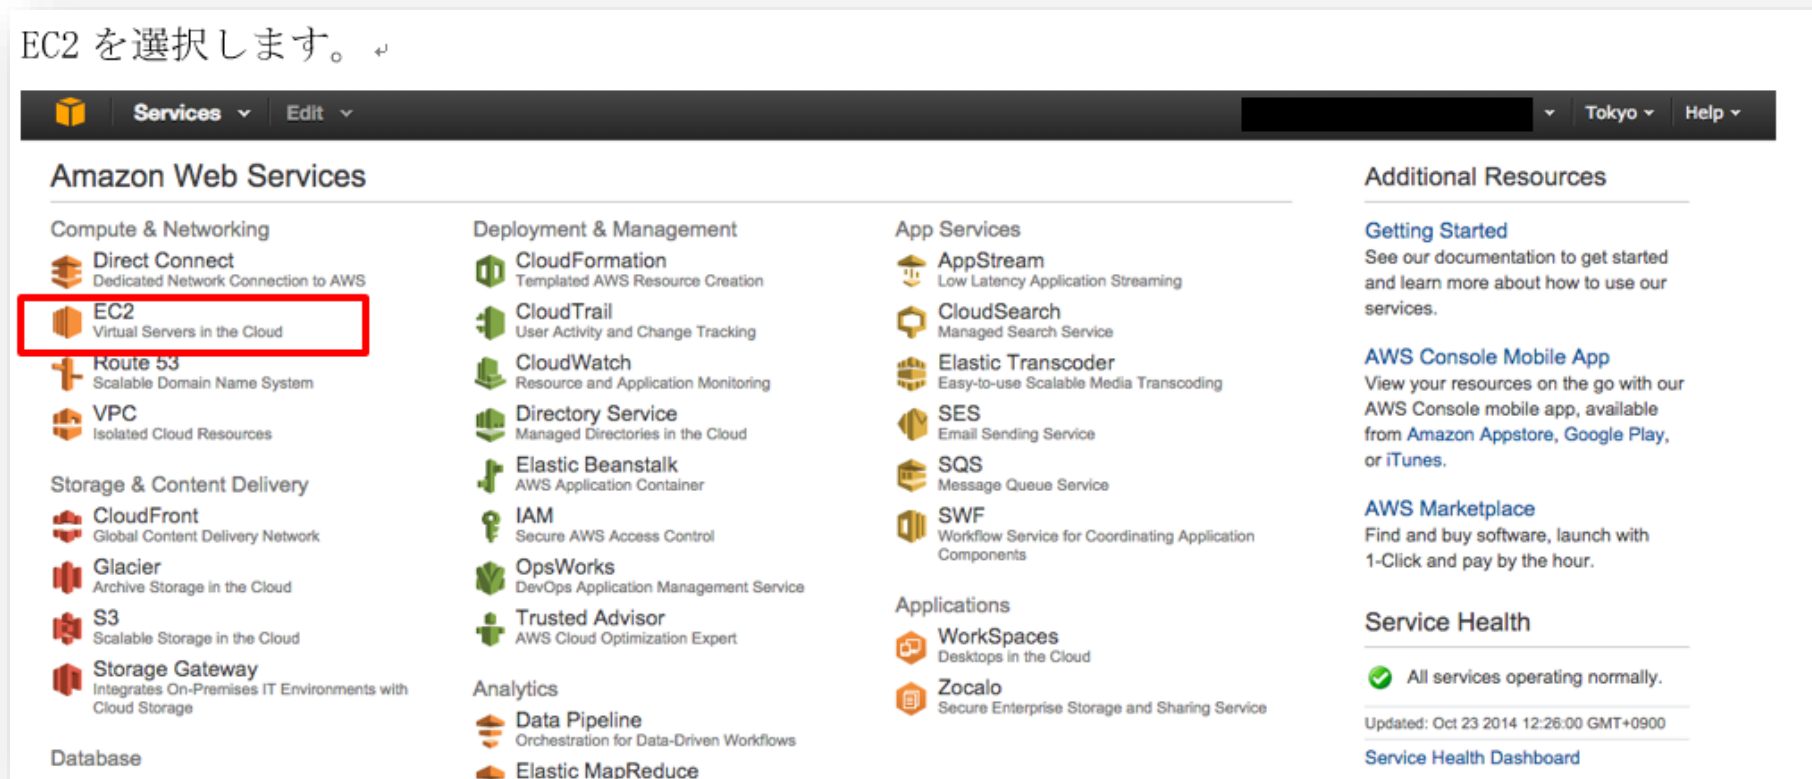 EC2 を選択します。↵
Services Edit Tokyo Help
Amazon Web Services
Compute & Networking
Direct Connect
Dedicated Network Connection to AWS
EC2
Virtual Servers in the Cloud
Route 53
Scalable Domain Name System
VPC
Isolated Cloud Resources
Storage & Content Delivery
CloudFront
Global Content Delivery Network
Glacier
Archive Storage in the Cloud
S3
Scalable Storage in the Cloud
Storage Gateway
Integrates On-Premises IT Environments with
Cloud Storage
Database
Deployment & Management
CloudFormation
Templated AWS Resource Creation
CloudTrail
User Activity and Change Tracking
CloudWatch
Resource and Application Monitoring
Directory Service
Managed Directories in the Cloud
Elastic Beanstalk
AWS Application Container
IAM
Secure AWS Access Control
OpsWorks
DevOps Application Management Service
Trusted Advisor
AWS Cloud Optimization Expert
Analytics
Data Pipeline
Orchestration for Data-Driven Workflows
Elastic MapReduce
App Services
AppStream
Low Latency Application Streaming
CloudSearch
Managed Search Service
Elastic Transcoder
Easy-to-use Scalable Media Transcoding
SES
Email Sending Service
SQS
Message Queue Service
SWF
Workflow Service for Coordinating Application
Components
Applications
WorkSpaces
Desktops in the Cloud
Zocalo
Secure Enterprise Storage and Sharing Service
Additional Resources
Getting Started
See our documentation to get started
and learn more about how to use our
services.
AWS Console Mobile App
View your resources on the go with our
AWS Console mobile app, available
from Amazon Appstore, Google Play,
or iTunes.
AWS Marketplace
Find and buy software, launch with
1-Click and pay by the hour.
Service Health
All services operating normally.
Updated: Oct 23 2014 12:26:00 GMT+0900
Service Health Dashboard